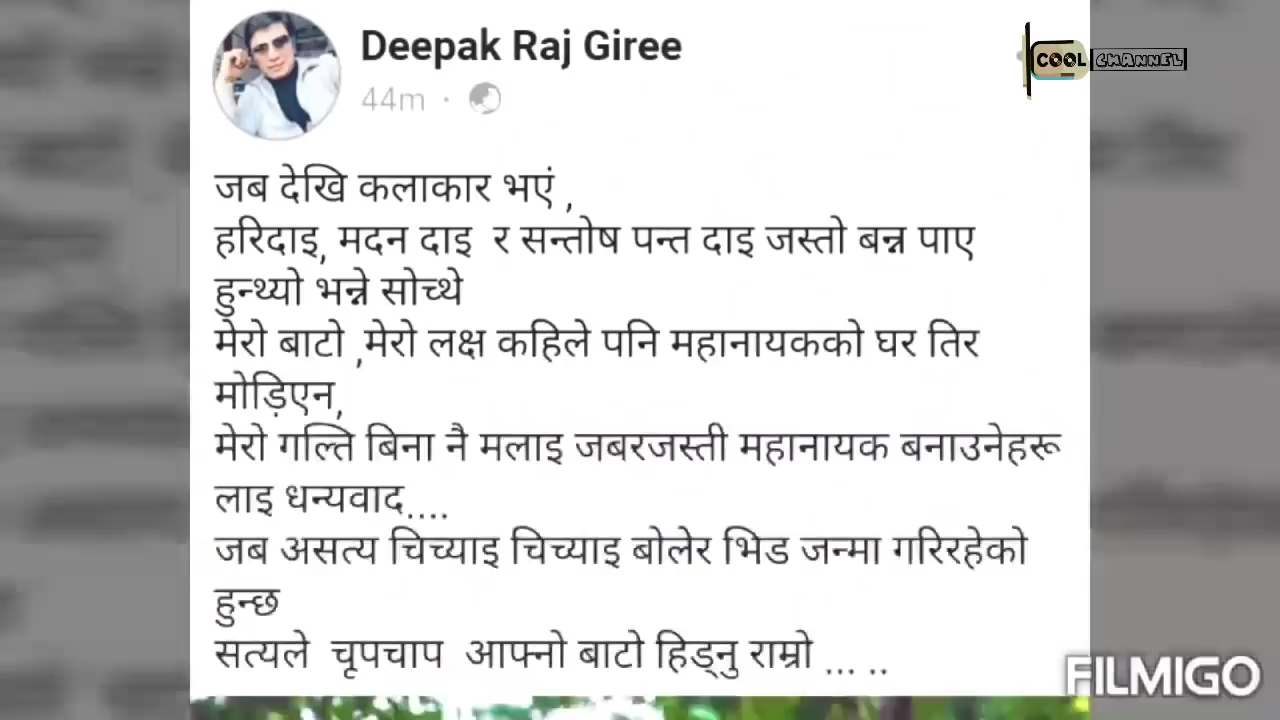 Deepak Raj Giree
COOL CHANNEL
44m ·
जब देखि कलाकार भएं ,
हरिदाइ, मदन दाइ र सन्तोष पन्त दाइ जस्तो बन्न पाए
हुन्थ्यो भन्ने सोच्थे
मेरो बाटो ,मेरो लक्ष कहिले पनि महानायकको घर तिर
मोड़िएन,
मेरो गल्ति बिना नै मलाइ जबरजस्ती महानायक बनाउनेहरू
लाइ धन्यवाद....
जब असत्य चिच्याइ चिच्याइ बोलेर भिड जन्मा गरिरहेको
हुन्छ
सत्यले चृपचाप आफ्नो बाटो हिड्नु राम्रो ... ..
FILMIGO